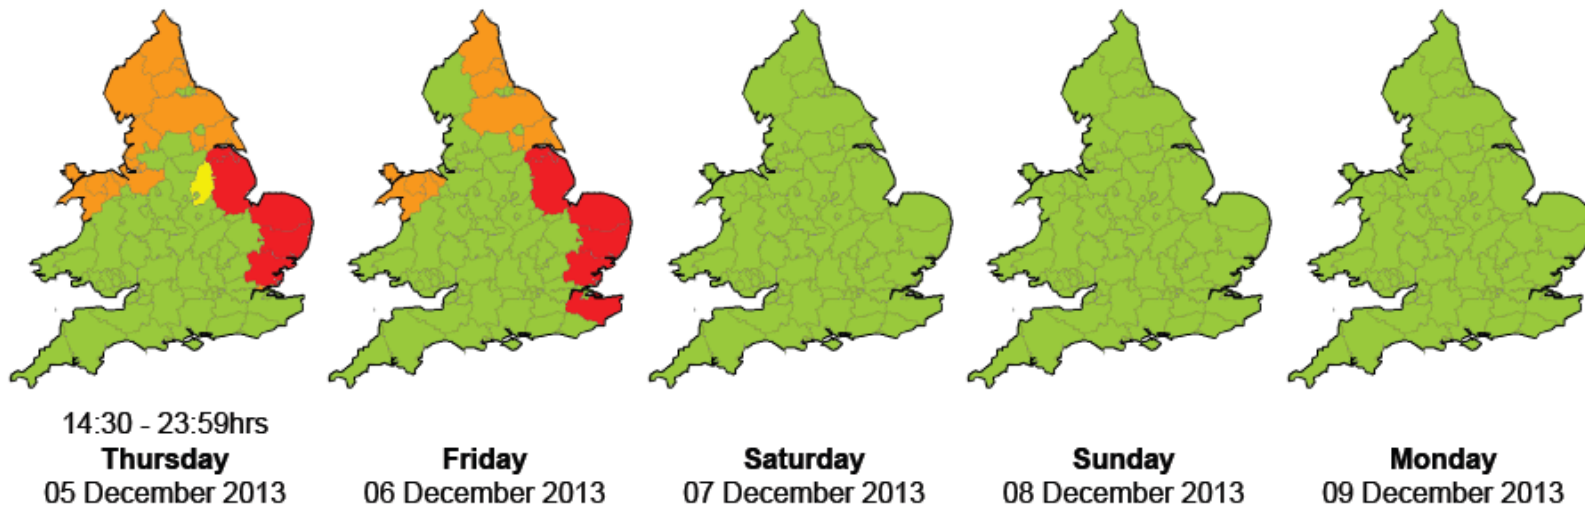 14:30 - 23:59hrs
Thursday
05 December 2013
Friday
06 December 2013
Saturday
07 December 2013
Sunday
08 December 2013
Monday
09 December 2013